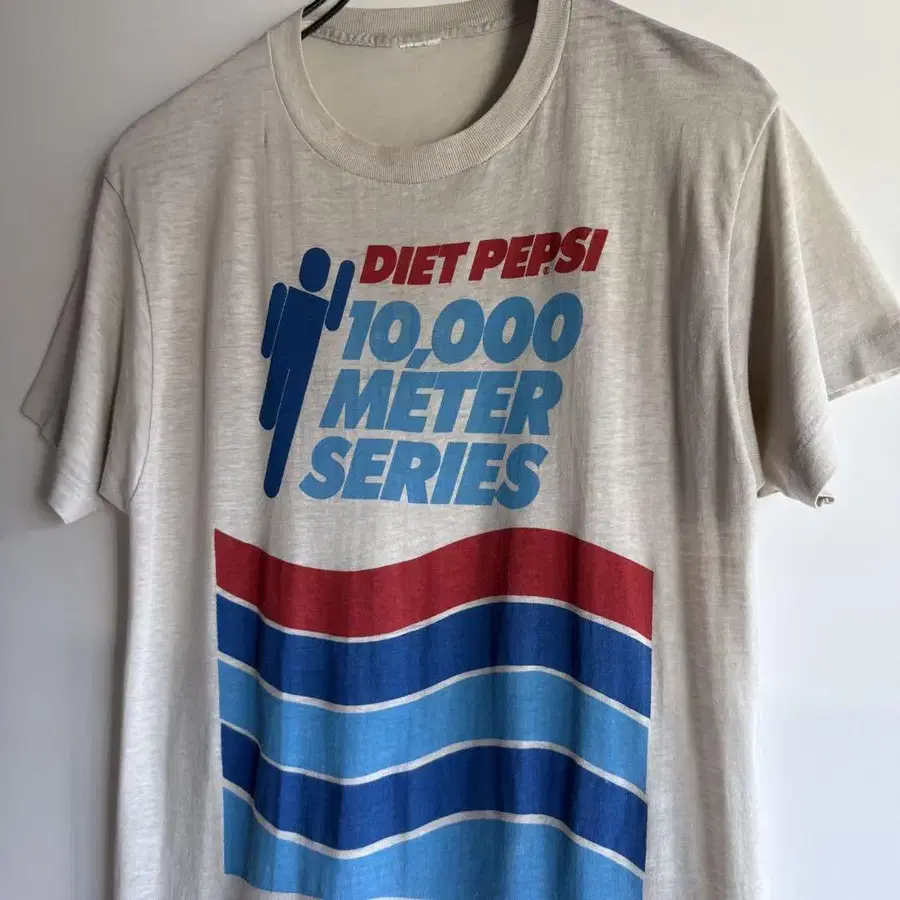 DIET PEPSI
10,000
METER
SERIES